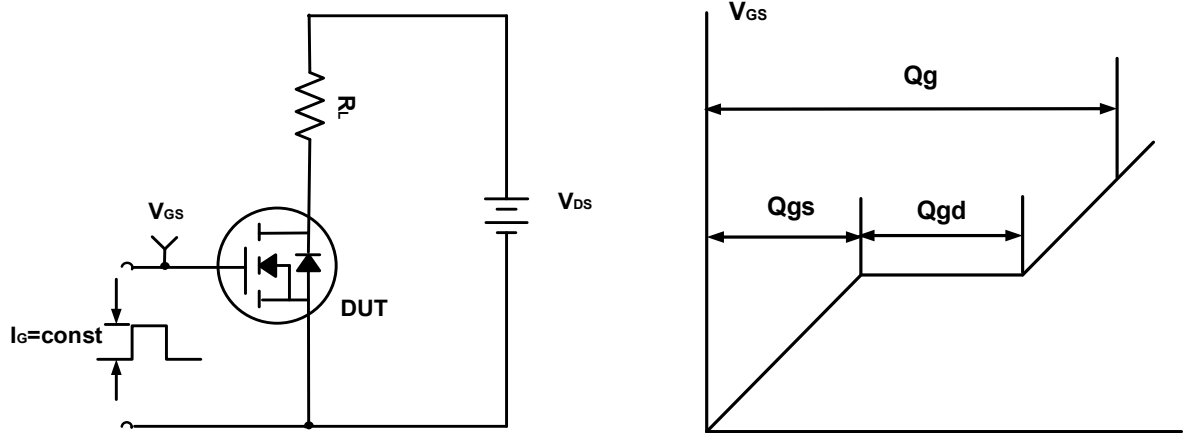 VGS
Qg
RL
VDS
VGS
Qgs
Qgd
DUT
IG=const